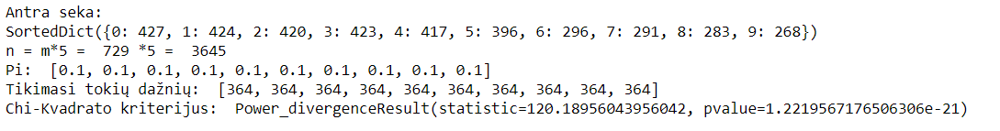 Antra seka:
SortedDict({0: 427, 1: 424, 2: 420, 3: 423, 4: 417, 5: 396, 6: 296, 7: 291, 8: 283, 9: 268})
n = m*5 =  729 *5 =  3645
Pi:  [0.1, 0.1, 0.1, 0.1, 0.1, 0.1, 0.1, 0.1, 0.1, 0.1]
Tikimasi tokių dažnių:  [364, 364, 364, 364, 364, 364, 364, 364, 364, 364]
Chi-Kvadrato kriterijus:  Power_divergenceResult(statistic=120.18956043956042, pvalue=1.2219567176506306e-21)